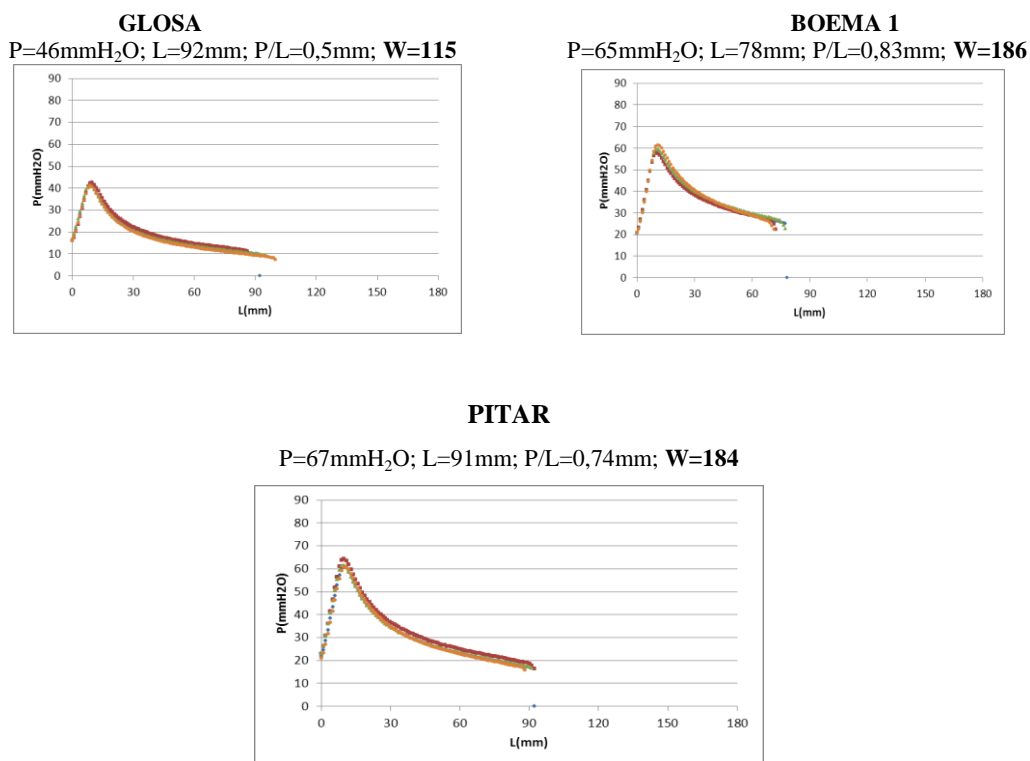 GLOSA
P=46mmH₂O; L=92mm; P/L=0,5mm; W=115
90
80
70
60
50
40
30
20
10
0
P(mmH2O)
0 30 60 90 120 150 180
L(mm)
BOEMA 1
P=65mmH₂O; L=78mm; P/L=0,83mm; W=186
90
80
70
60
50
40
30
20
10
0
P(mmH2O)
0 30 60 90 120 150 180
L(mm)
PITAR
P=67mmH₂O; L=91mm; P/L=0,74mm; W=184
90
80
70
60
50
40
30
20
10
0
P(mmH2O)
0 30 60 90 120 150 180
L(mm)